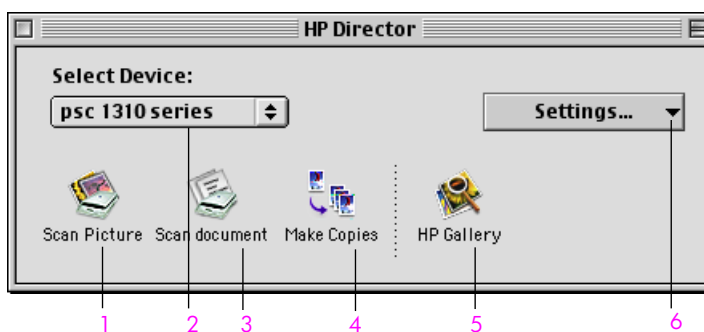 HP Director
Select Device:
psc 1310 series
Settings...
Scan Picture Scan document Make Copies HP Gallery
1 2 3 4 5 6